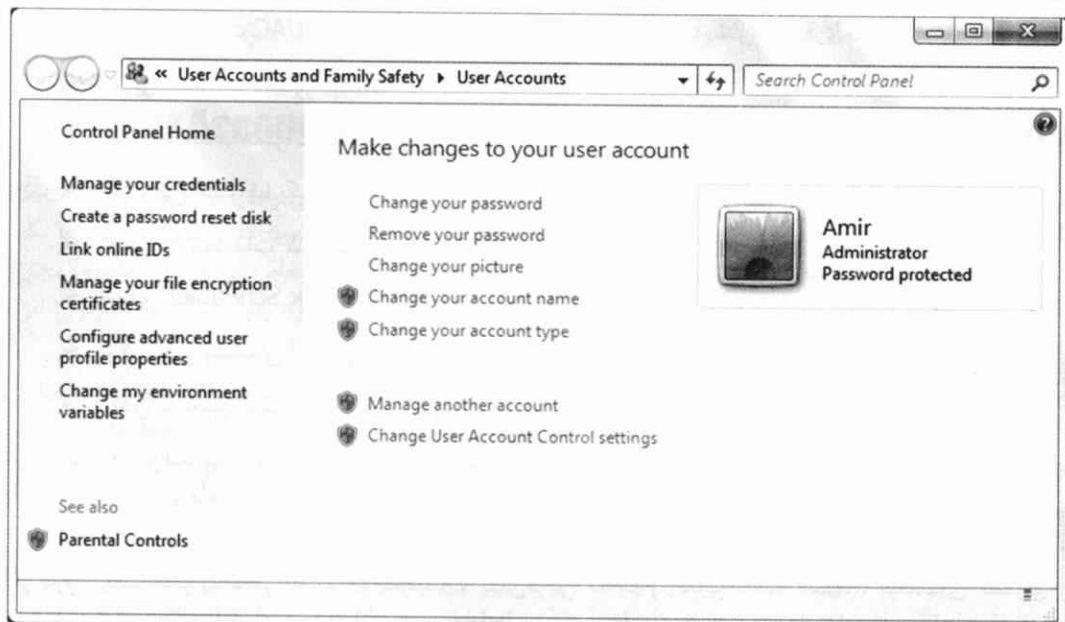 « User Accounts and Family Safety ▸ User Accounts
Search Control Panel
Control Panel Home
Manage your credentials
Create a password reset disk
Link online IDs
Manage your file encryption
certificates
Configure advanced user
profile properties
Change my environment
variables
See also
Parental Controls
Make changes to your user account
Change your password
Remove your password
Change your picture
Change your account name
Change your account type
Manage another account
Change User Account Control settings
Amir
Administrator
Password protected